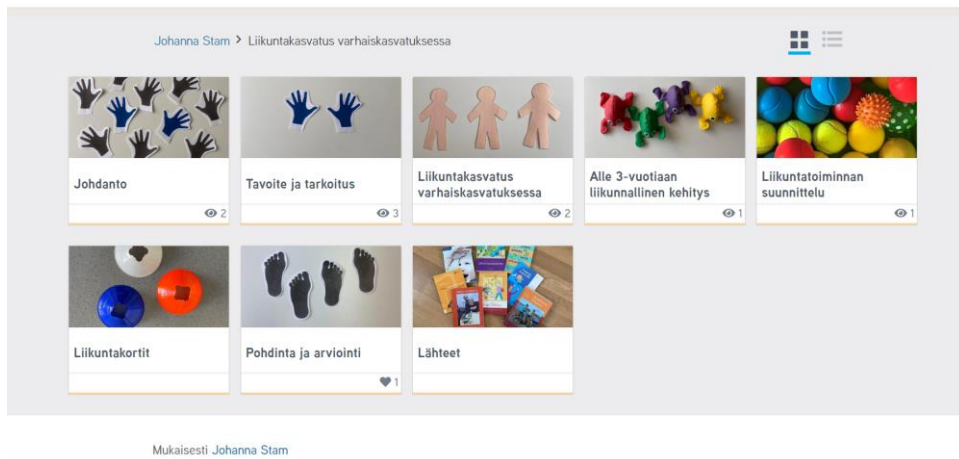 Johanna Stam > Liikuntakasvatus varhaiskasvatuksessa
Johdanto
2
Tavoite ja tarkoitus
3
Liikuntakasvatus
varhaiskasvatuksessa
2
Alle 3-vuotiaan
liikunnallinen kehitys
1
Liikuntatoiminnan
suunnittelu
1
Liikuntakortit
Pohdinta ja arviointi
1
Lähteet
Mukaisesti Johanna Stam